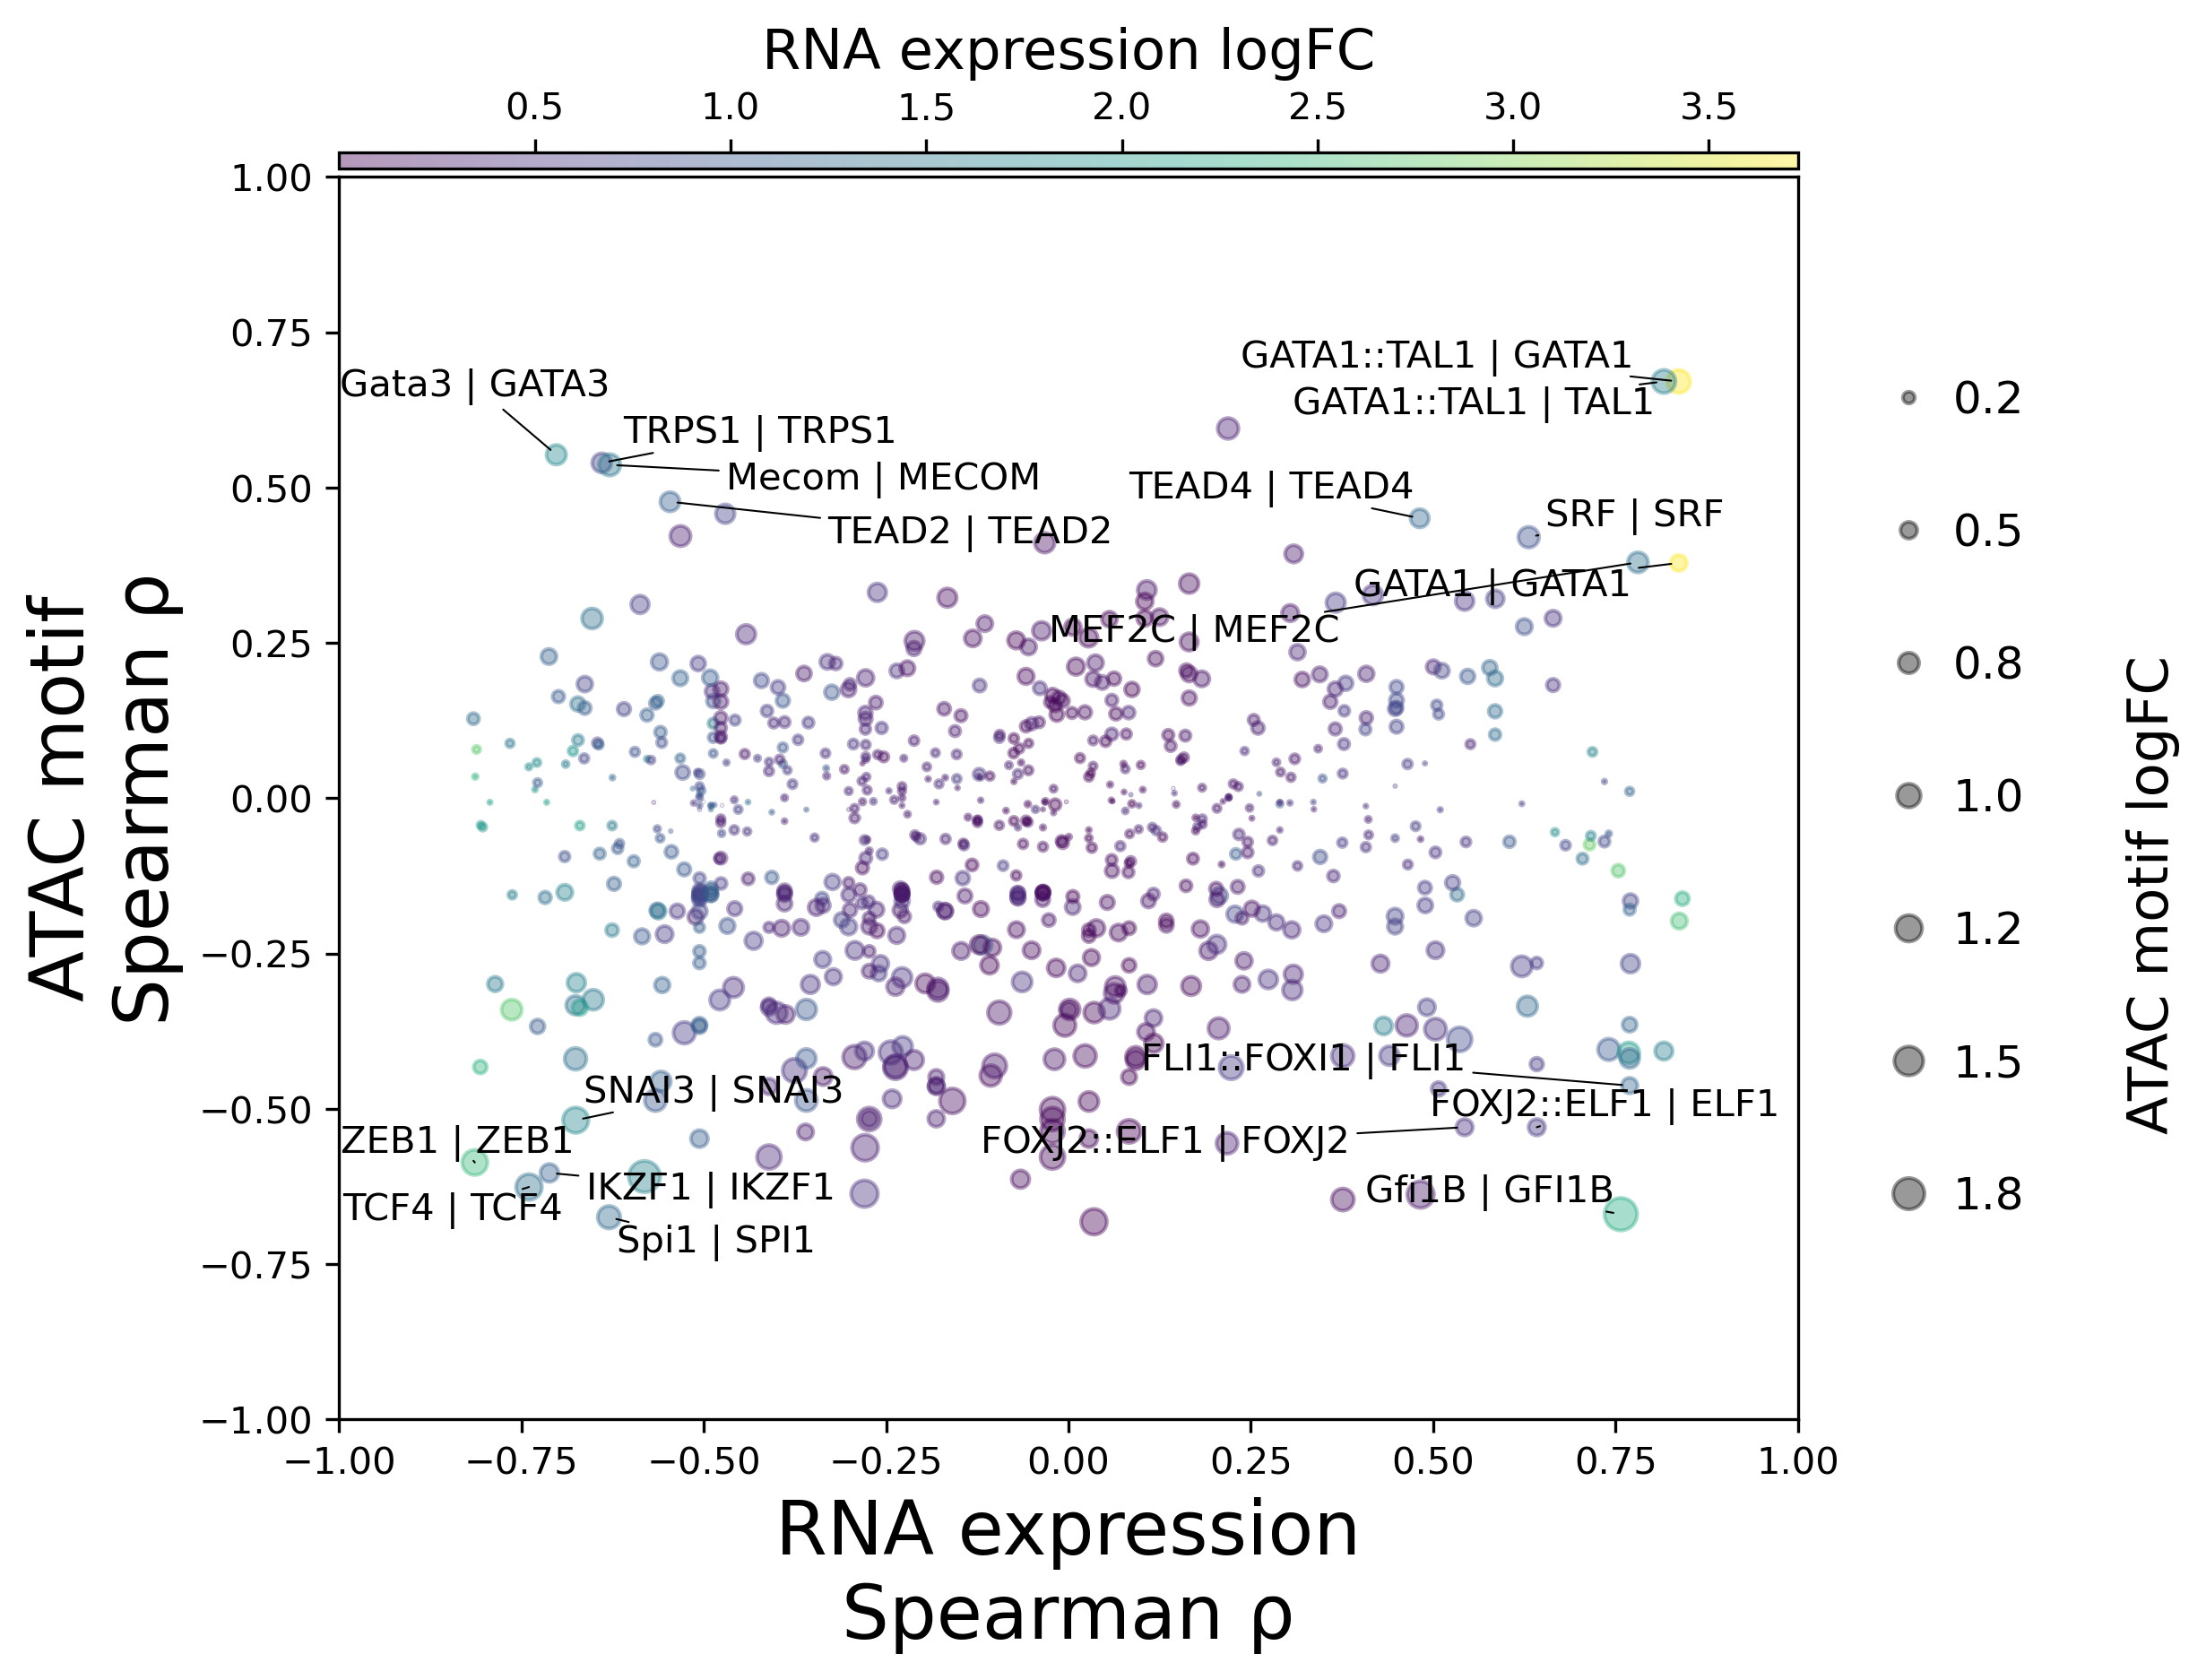 RNA expression logFC
0.5 1.0 1.5 2.0 2.5 3.0 3.5
1.00
0.75
0.50
0.25
0.00
−0.25
−0.50
−0.75
−1.00
ATAC motif
Spearman ρ
GATA1::TAL1 | GATA1
Gata3 | GATA3
GATA1::TAL1 | TAL1
TRPS1 | TRPS1
Mecom | MECOM
TEAD4 | TEAD4
SRF | SRF
TEAD2 | TEAD2
GATA1 | GATA1
MEF2C | MEF2C
FLI1::FOXI1 | FLI1
SNAI3 | SNAI3
FOXJ2::ELF1 | ELF1
ZEB1 | ZEB1
FOXJ2::ELF1 | FOXJ2
IKZF1 | IKZF1
Gfi1B | GFI1B
TCF4 | TCF4
Spi1 | SPI1
−1.00 −0.75 −0.50 −0.25 0.00 0.25 0.50 0.75 1.00
RNA expression
Spearman ρ
0.2
0.5
0.8
1.0
1.2
1.5
1.8
ATAC motif logFC